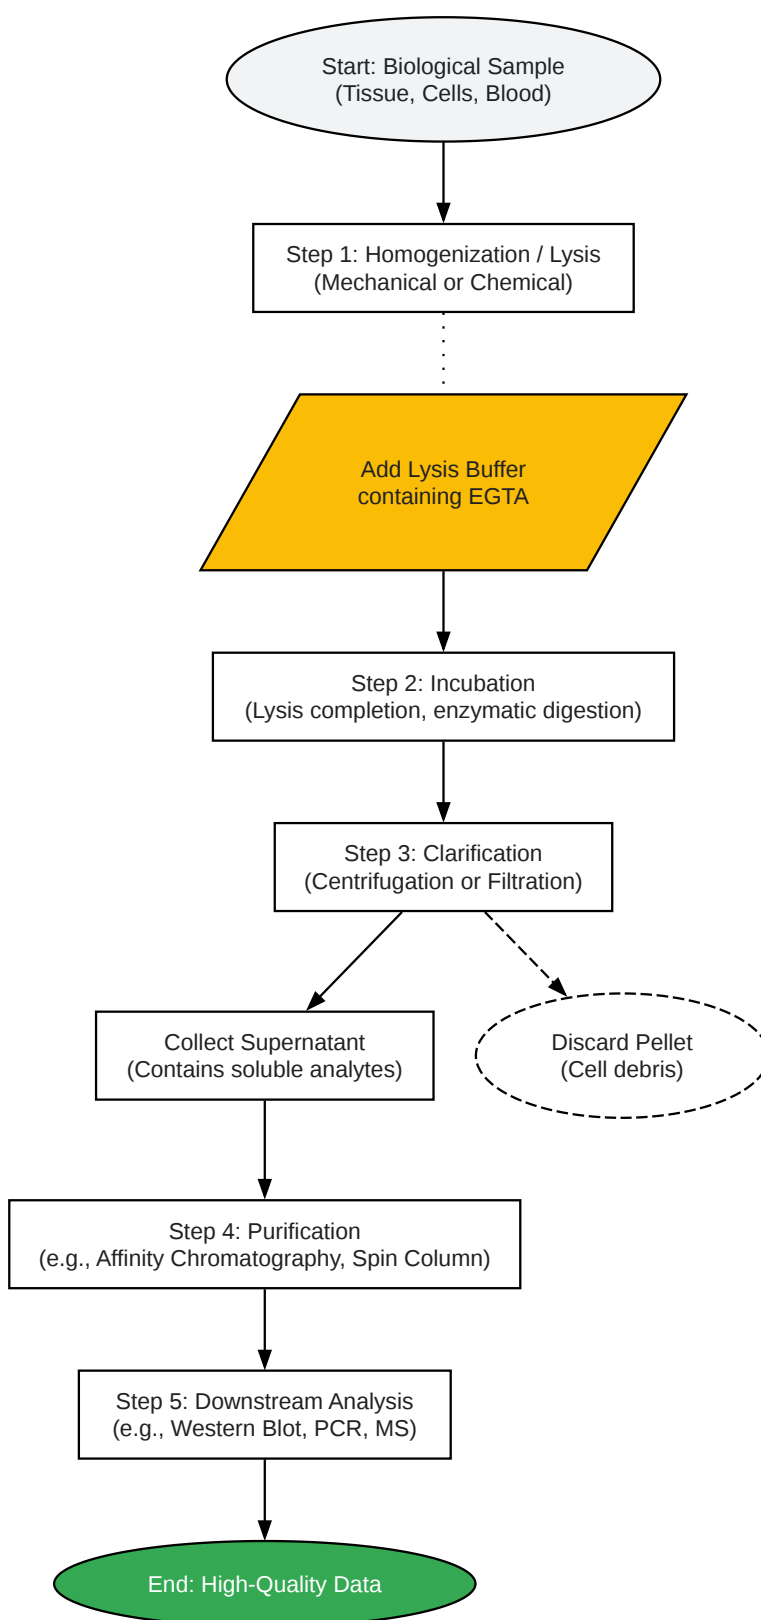 Start: Biological Sample
(Tissue, Cells, Blood)
Step 1: Homogenization / Lysis
(Mechanical or Chemical)
Add Lysis Buffer
containing EGTA
Step 2: Incubation
(Lysis completion, enzymatic digestion)
Step 3: Clarification
(Centrifugation or Filtration)
Collect Supernatant
(Contains soluble analytes)
Discard Pellet
(Cell debris)
Step 4: Purification
(e.g., Affinity Chromatography, Spin Column)
Step 5: Downstream Analysis
(e.g., Western Blot, PCR, MS)
End: High-Quality Data